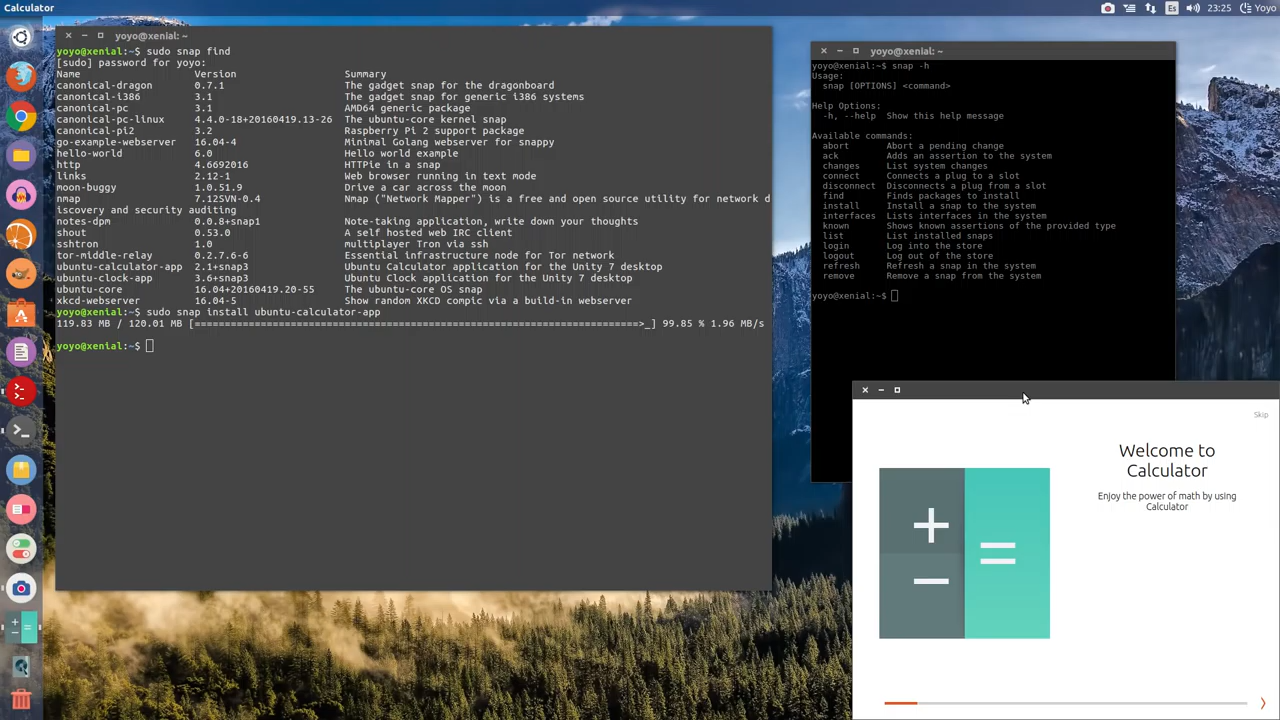 Calculator
Es
23:25
Yoyo
yoyo@xenial: ~
yoyo@xenial:~$ sudo snap find
[sudo] password for yoyo:
Name Version Summary
canonical-dragon 0.7.1 The gadget snap for the dragonboard
canonical-i386 3.1 The gadget snap for generic i386 systems
canonical-pc 3.1 AMD64 generic package
canonical-pc-linux 4.4.0-18+20160419.13-26 The ubuntu-core kernel snap
canonical-pi2 3.2 Raspberry Pi 2 support package
go-example-webserver 16.04-4 Minimal Golang webserver for snappy
hello-world 6.0 Hello world example
http 4.6692016 HTTPie in a snap
links 2.12-1 Web browser running in text mode
moon-buggy 1.0.51.9 Drive a car across the moon
nmap 7.12SVN-0.4 Nmap ("Network Mapper") is a free and open source utility for network d
iscovery and security auditing
notes-dpm 0.0.8+snap1 Note-taking application, write down your thoughts
shout 0.53.0 A self hosted web IRC client
sshtron 1.0 multiplayer Tron via ssh
tor-middle-relay 0.2.7.6-6 Essential infrastructure node for Tor network
ubuntu-calculator-app 2.1+snap3 Ubuntu Calculator application for the Unity 7 desktop
ubuntu-clock-app 3.6+snap3 Ubuntu Clock application for the Unity 7 desktop
ubuntu-core 16.04+20160419.20-55 The ubuntu-core OS snap
xkcd-webserver 16.04-5 Show random XKCD compic via a build-in webserver
yoyo@xenial:~$ sudo snap install ubuntu-calculator-app
119.83 MB / 120.01 MB [======================================================================>_] 99.85 % 1.96 MB/s
yoyo@xenial:~$
yoyo@xenial: ~
yoyo@xenial:~$ snap -h
Usage:
snap [OPTIONS] <command>
Help Options:
-h, --help Show this help message
Available commands:
abort Abort a pending change
ack Adds an assertion to the system
changes List system changes
connect Connects a plug to a slot
disconnect Disconnects a plug from a slot
find Finds packages to install
install Install a snap to the system
interfaces Lists interfaces in the system
known Shows known assertions of the provided type
list List installed snaps
login Log into the store
logout Log out of the store
refresh Refresh a snap in the system
remove Remove a snap from the system
yoyo@xenial:~$
Skip
Welcome to
Calculator
Enjoy the power of math by using
Calculator